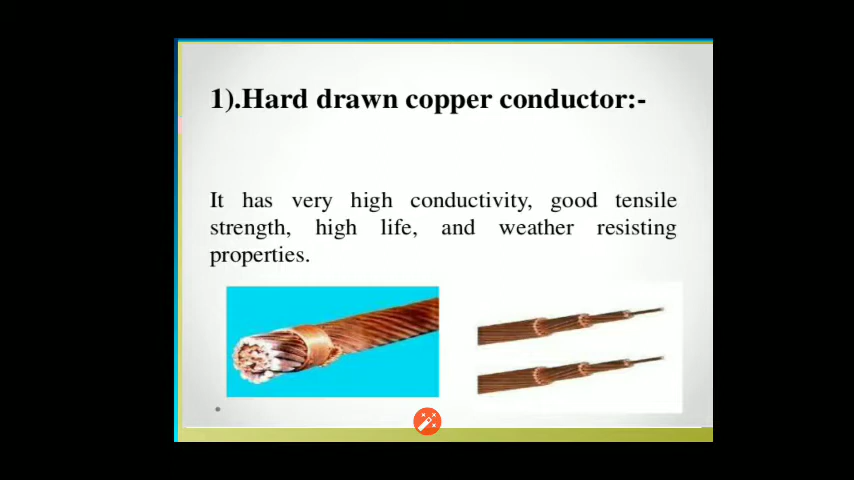 1).Hard drawn copper conductor:-
It has very high conductivity, good tensile
strength, high life, and weather resisting
properties.